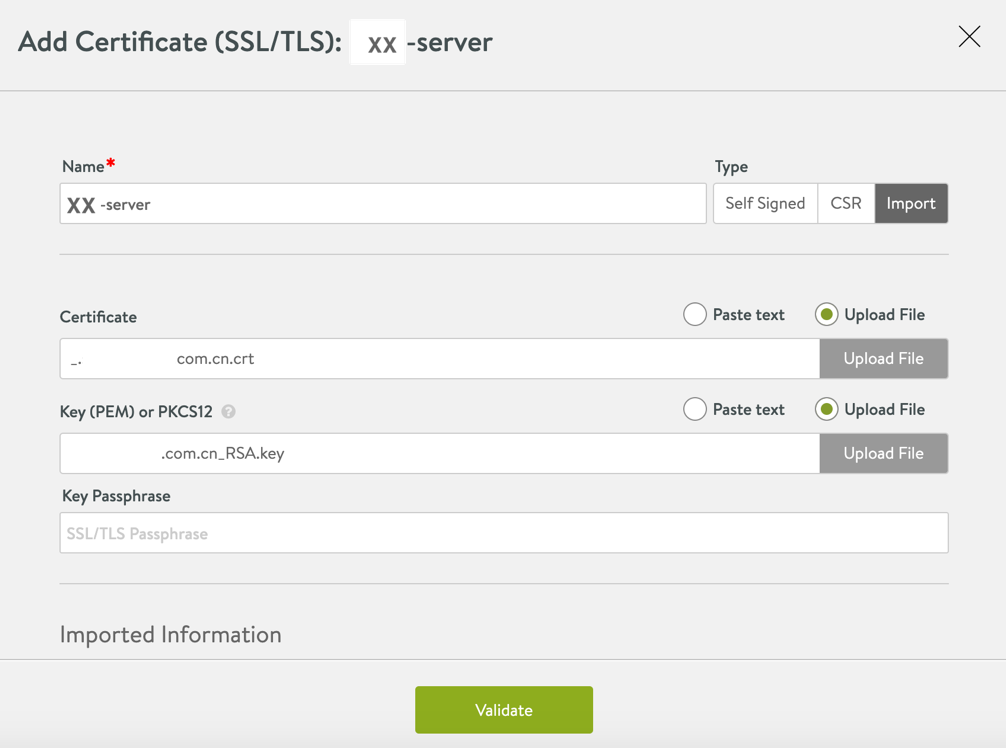 Add Certificate (SSL/TLS): XX -server
Name* Type
XX -server Self Signed CSR Import
Certificate Paste text Upload File
_. com.cn.crt Upload File
Key (PEM) or PKCS12 ? Paste text Upload File
.com.cn_RSA.key Upload File
Key Passphrase
SSL/TLS Passphrase
Imported Information
Validate